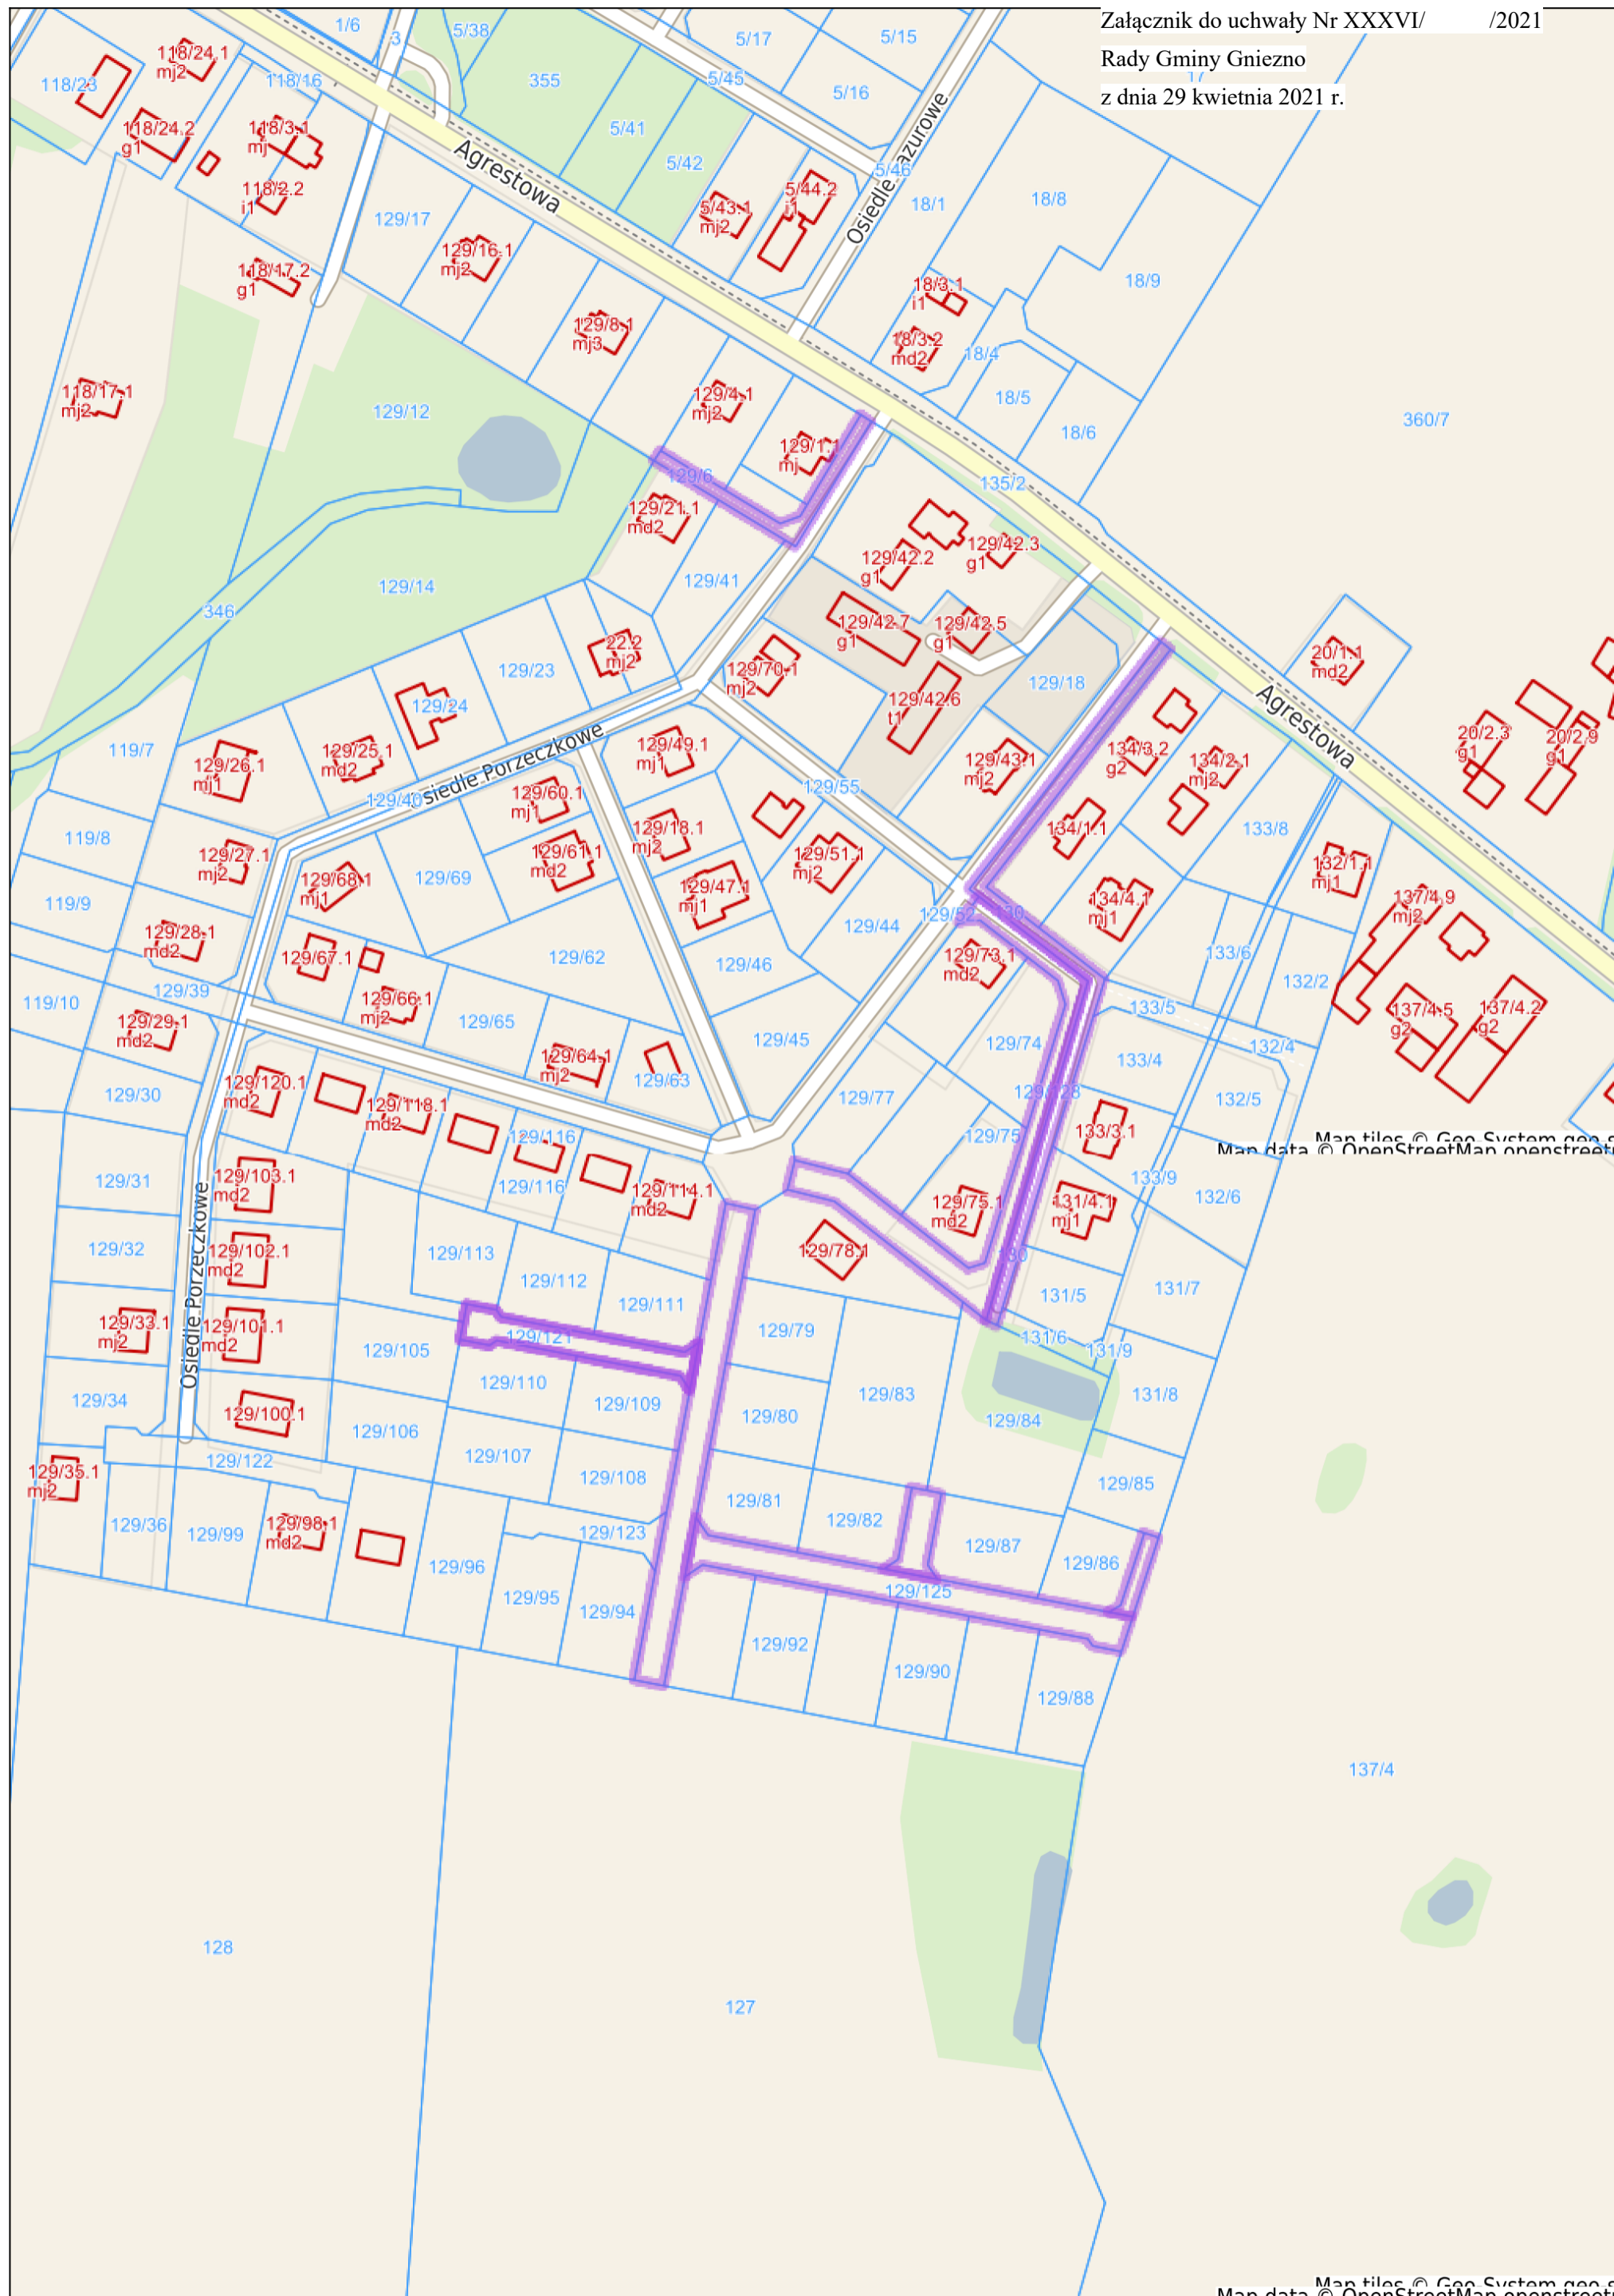 Załącznik do uchwały Nr XXXVI/ /2021
Rady Gminy Gniezno
z dnia 29 kwietnia 2021 r.
1/6
3
5/38
5/17
5/15
118/24.1
mj2
118/23
118/16
355
5/45
5/16
17
118/24.2
g1
118/3.1
mj
5/41
5/42
Agrestowa
5/46
118/2.2
i1
129/17
5/43.1
mj2
5/44.2
i1
Osiedle
18/1
18/8
129/16.1
mj2
118/17.2
g1
18/3.1
i1
18/9
129/8.1
mj3
18/3.2
md2
18/4
118/17.1
mj2
129/12
129/4.1
mj2
18/5
18/6
360/7
129/1.1
mj
129/6
135/2
129/21.1
md2
129/42.2
g1
129/42.3
g1
129/41
129/14
346
129/42.7
g1
129/42.5
g1
22.2
mj2
129/23
129/70.1
mj2
129/18
20/1.1
md2
129/24
129/42.6
t1
Agrestowa
119/7
129/26.1
mj1
129/25.1
md2
129/49.1
mj1
129/43.1
mj2
134/3.2
g2
134/2.1
mj2
20/2.3
g1
20/2.9
g1
Osiedle Porzeczkowe
129/40
129/60.1
mj1
129/55
119/8
129/27.1
mj2
129/18.1
mj2
134/1.1
133/8
129/61.1
md2
129/51.1
mj2
132/1.1
mj1
129/68.1
mj1
129/69
129/47.1
mj1
119/9
134/4.1
mj1
137/4.9
mj2
129/52
130
129/44
129/28.1
md2
129/67.1
129/62
129/46
129/73.1
md2
133/6
132/2
119/10
129/39
129/66.1
mj2
129/65
133/5
137/4.5
g2
137/4.2
g2
129/29.1
md2
129/45
129/74
132/4
129/64.1
mj2
129/63
133/4
129/30
129/120.1
md2
129/118.1
md2
129/77
129/128
132/5
129/116
129/75
133/3.1
129/31
129/103.1
md2
129/116
129/114.1
md2
129/75.1
md2
131/4.1
mj1
133/9
132/6
Osiedle Porzeczkowe
129/32
129/102.1
md2
129/113
129/78.1
130
129/112
129/111
131/5
131/7
129/33.1
mj2
129/101.1
md2
129/105
129/121
129/79
131/6
131/9
129/34
129/110
129/109
129/83
131/8
129/100.1
129/106
129/80
129/84
129/122
129/107
129/108
129/35.1
mj2
129/81
129/85
129/36
129/99
129/98.1
md2
129/123
129/82
129/87
129/96
129/86
129/95
129/94
129/125
129/92
129/90
129/88
137/4
128
127